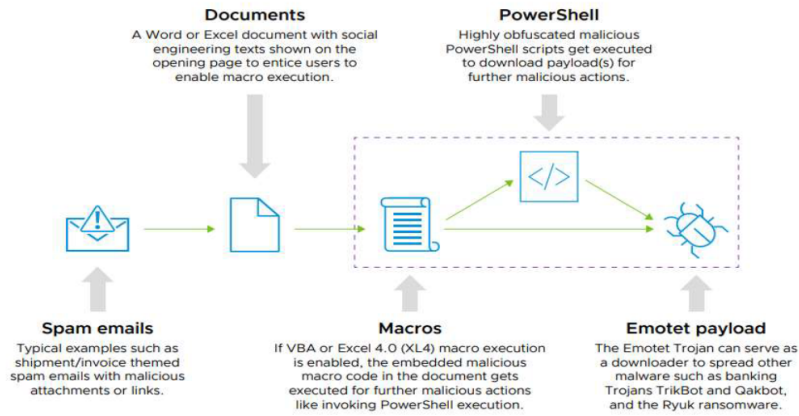 Documents
A Word or Excel document with social
engineering texts shown on the
opening page to entice users to
enable macro execution.
PowerShell
Highly obfuscated malicious
PowerShell scripts get executed
to download payload(s) for
further malicious actions.
</>
Spam emails
Typical examples such as
shipment/invoice themed
spam emails with malicious
attachments or links.
Macros
If VBA or Excel 4.0 (XL4) macro execution
is enabled, the embedded malicious
macro code in the document gets
executed for further malicious actions
like invoking PowerShell execution.
Emotet payload
The Emotet Trojan can serve as
a downloader to spread other
malware such as banking
Trojans TrikBot and Qakbot,
and the Ryuk ransomware.